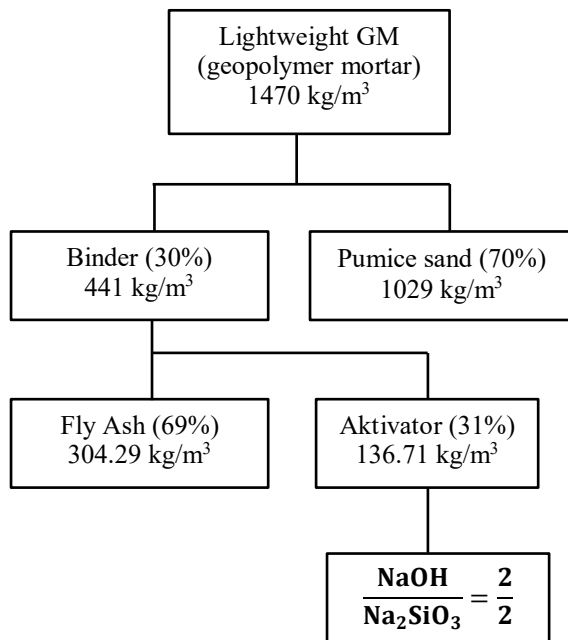 Lightweight GM
(geopolymer mortar)
1470 kg/m³
Binder (30%)
441 kg/m³
Pumice sand (70%)
1029 kg/m³
Fly Ash (69%)
304.29 kg/m³
Aktivator (31%)
136.71 kg/m³
NaOH/Na₂SiO₃ = 2/2